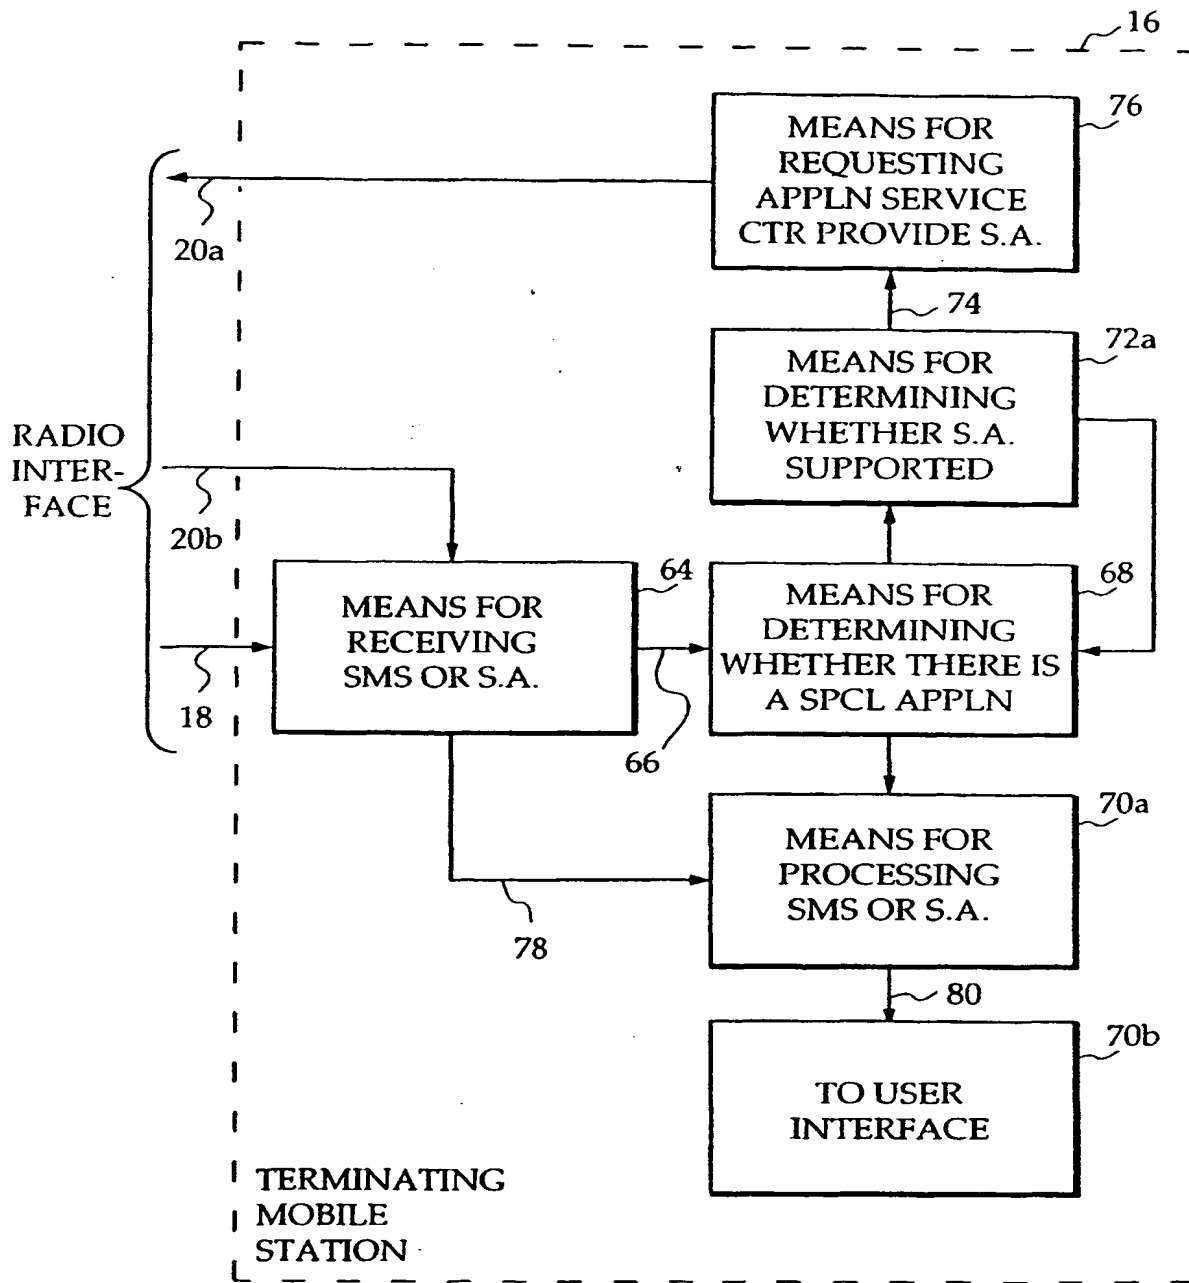 16
MEANS FOR
REQUESTING
APPLN SERVICE
CTR PROVIDE S.A.
76
20a
74
MEANS FOR
DETERMINING
WHETHER S.A.
SUPPORTED
72a
RADIO
INTER-
FACE
20b
MEANS FOR
RECEIVING
SMS OR S.A.
64
MEANS FOR
DETERMINING
WHETHER THERE IS
A SPCL APPLN
68
18
66
MEANS FOR
PROCESSING
SMS OR S.A.
70a
78
80
TO USER
INTERFACE
70b
TERMINATING
MOBILE
STATION